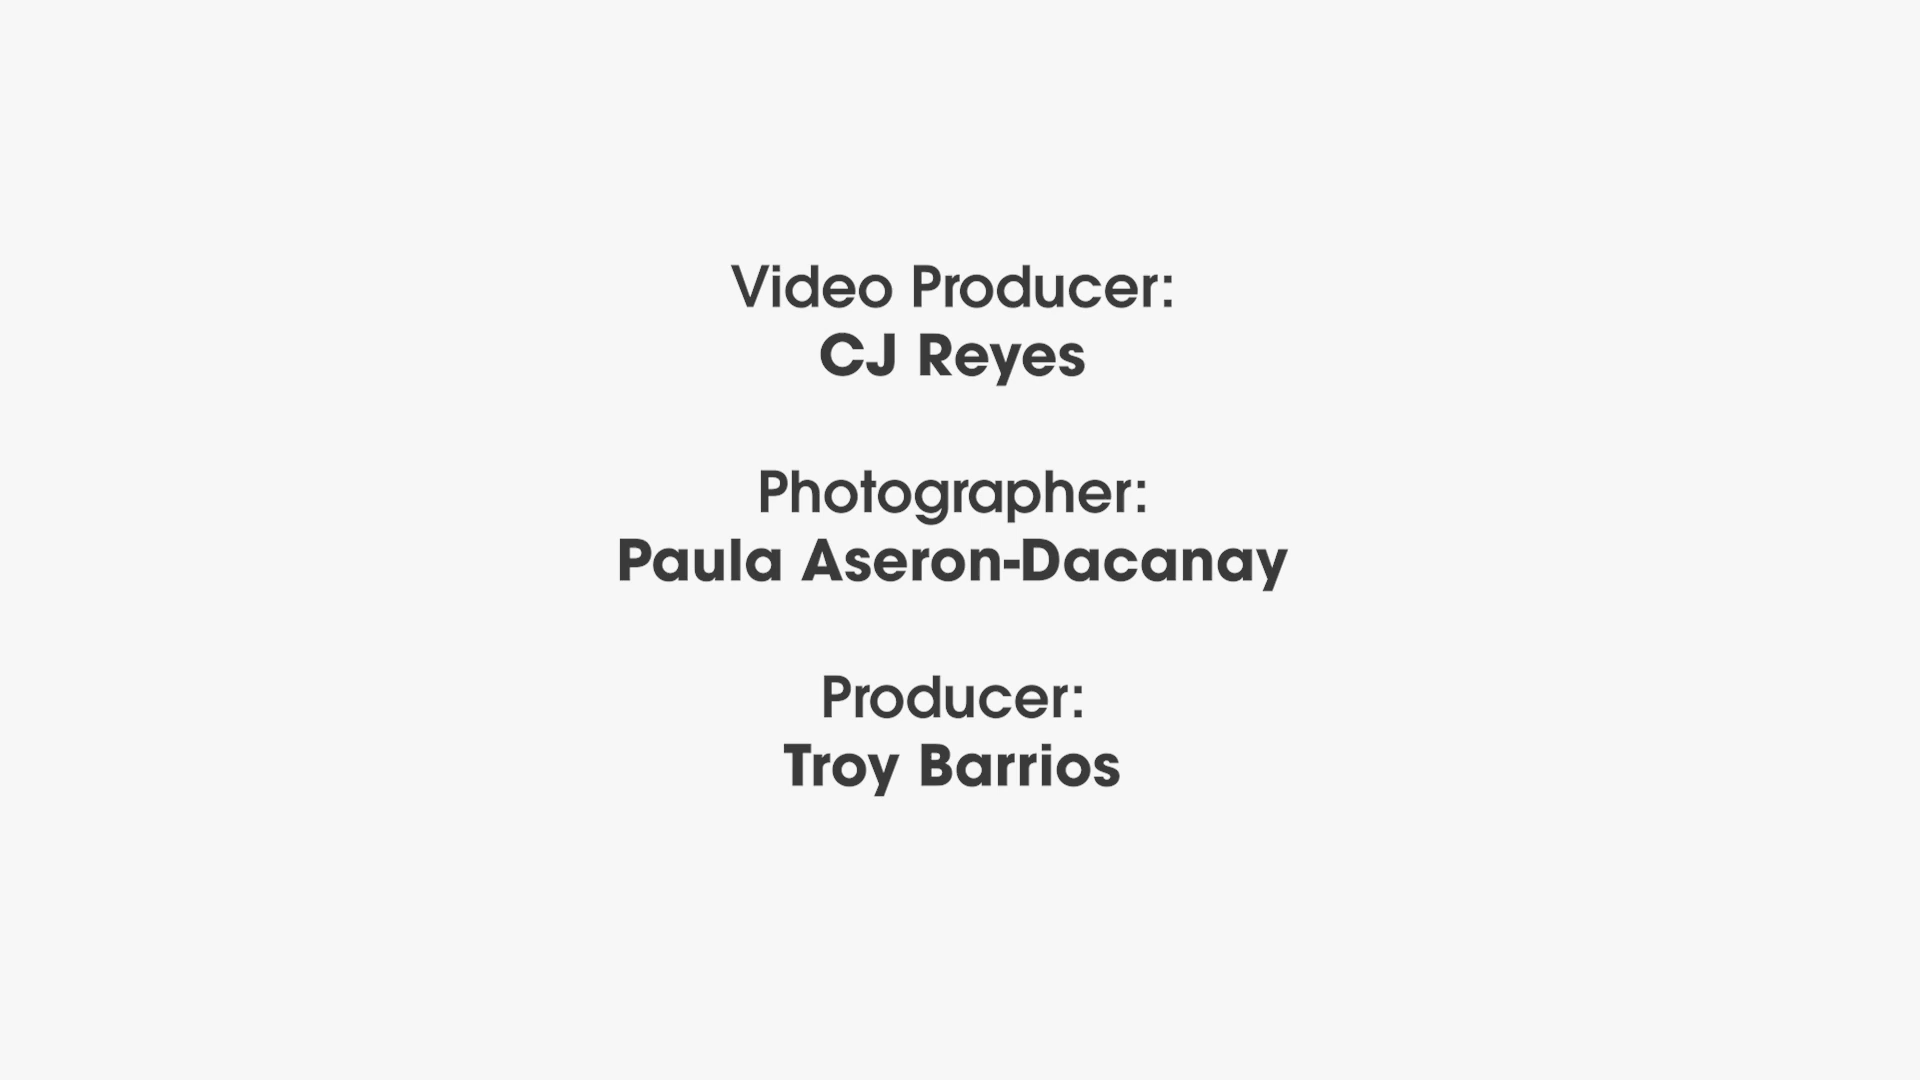 Video Producer:
CJ Reyes
Photographer:
Paula Aseron-Dacanay
Producer:
Troy Barrios